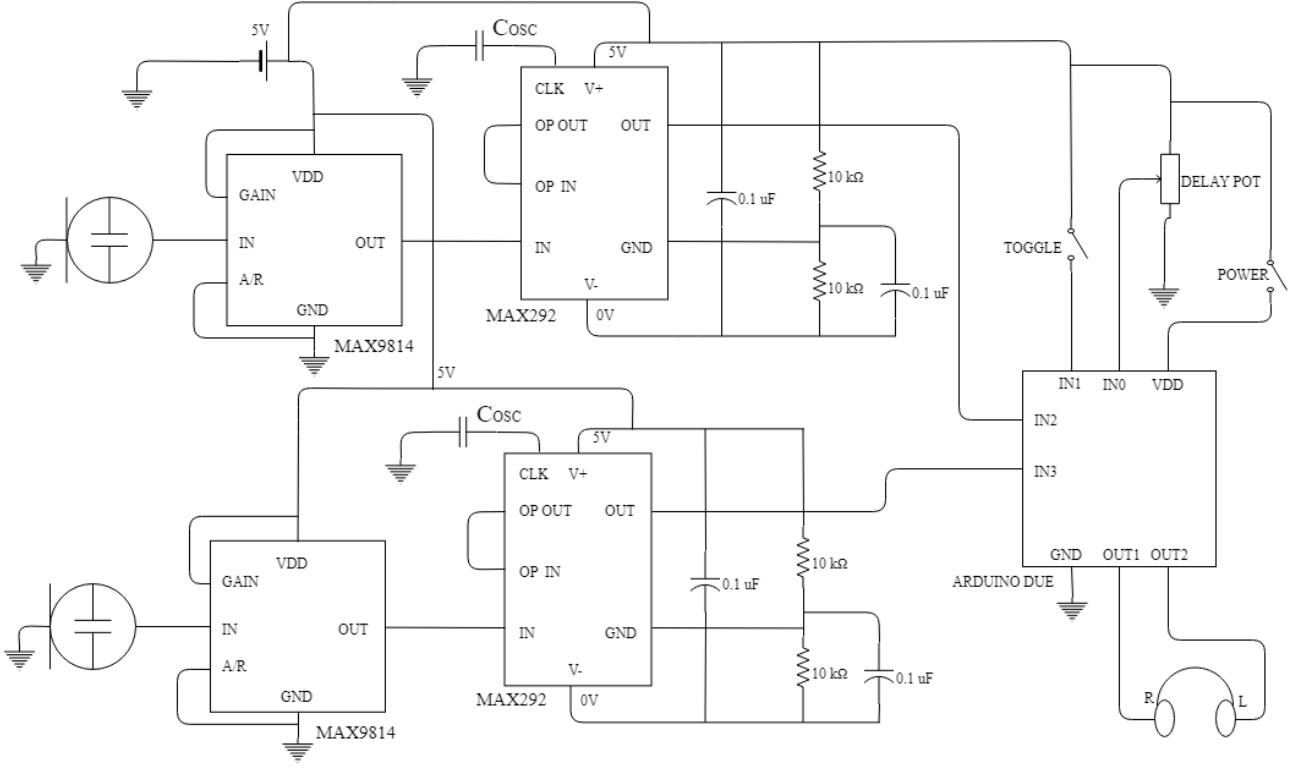 5V
COSC
5V
CLK V+
OP OUT OUT
VDD
10 kΩ
DELAY POT
GAIN
OP IN
0.1 uF
IN OUT
IN GND
TOGGLE
A/R
V-
10 kΩ
0.1 uF
POWER
GND
MAX292
0V
MAX9814
5V
IN1 IN0 VDD
COSC
5V
IN2
CLK V+
IN3
OP OUT OUT
VDD
10 kΩ
GND OUT1 OUT2
GAIN
OP IN
0.1 uF
ARDUINO DUE
IN OUT
IN GND
A/R
V-
10 kΩ
0.1 uF
GND
MAX292
0V
R L
MAX9814